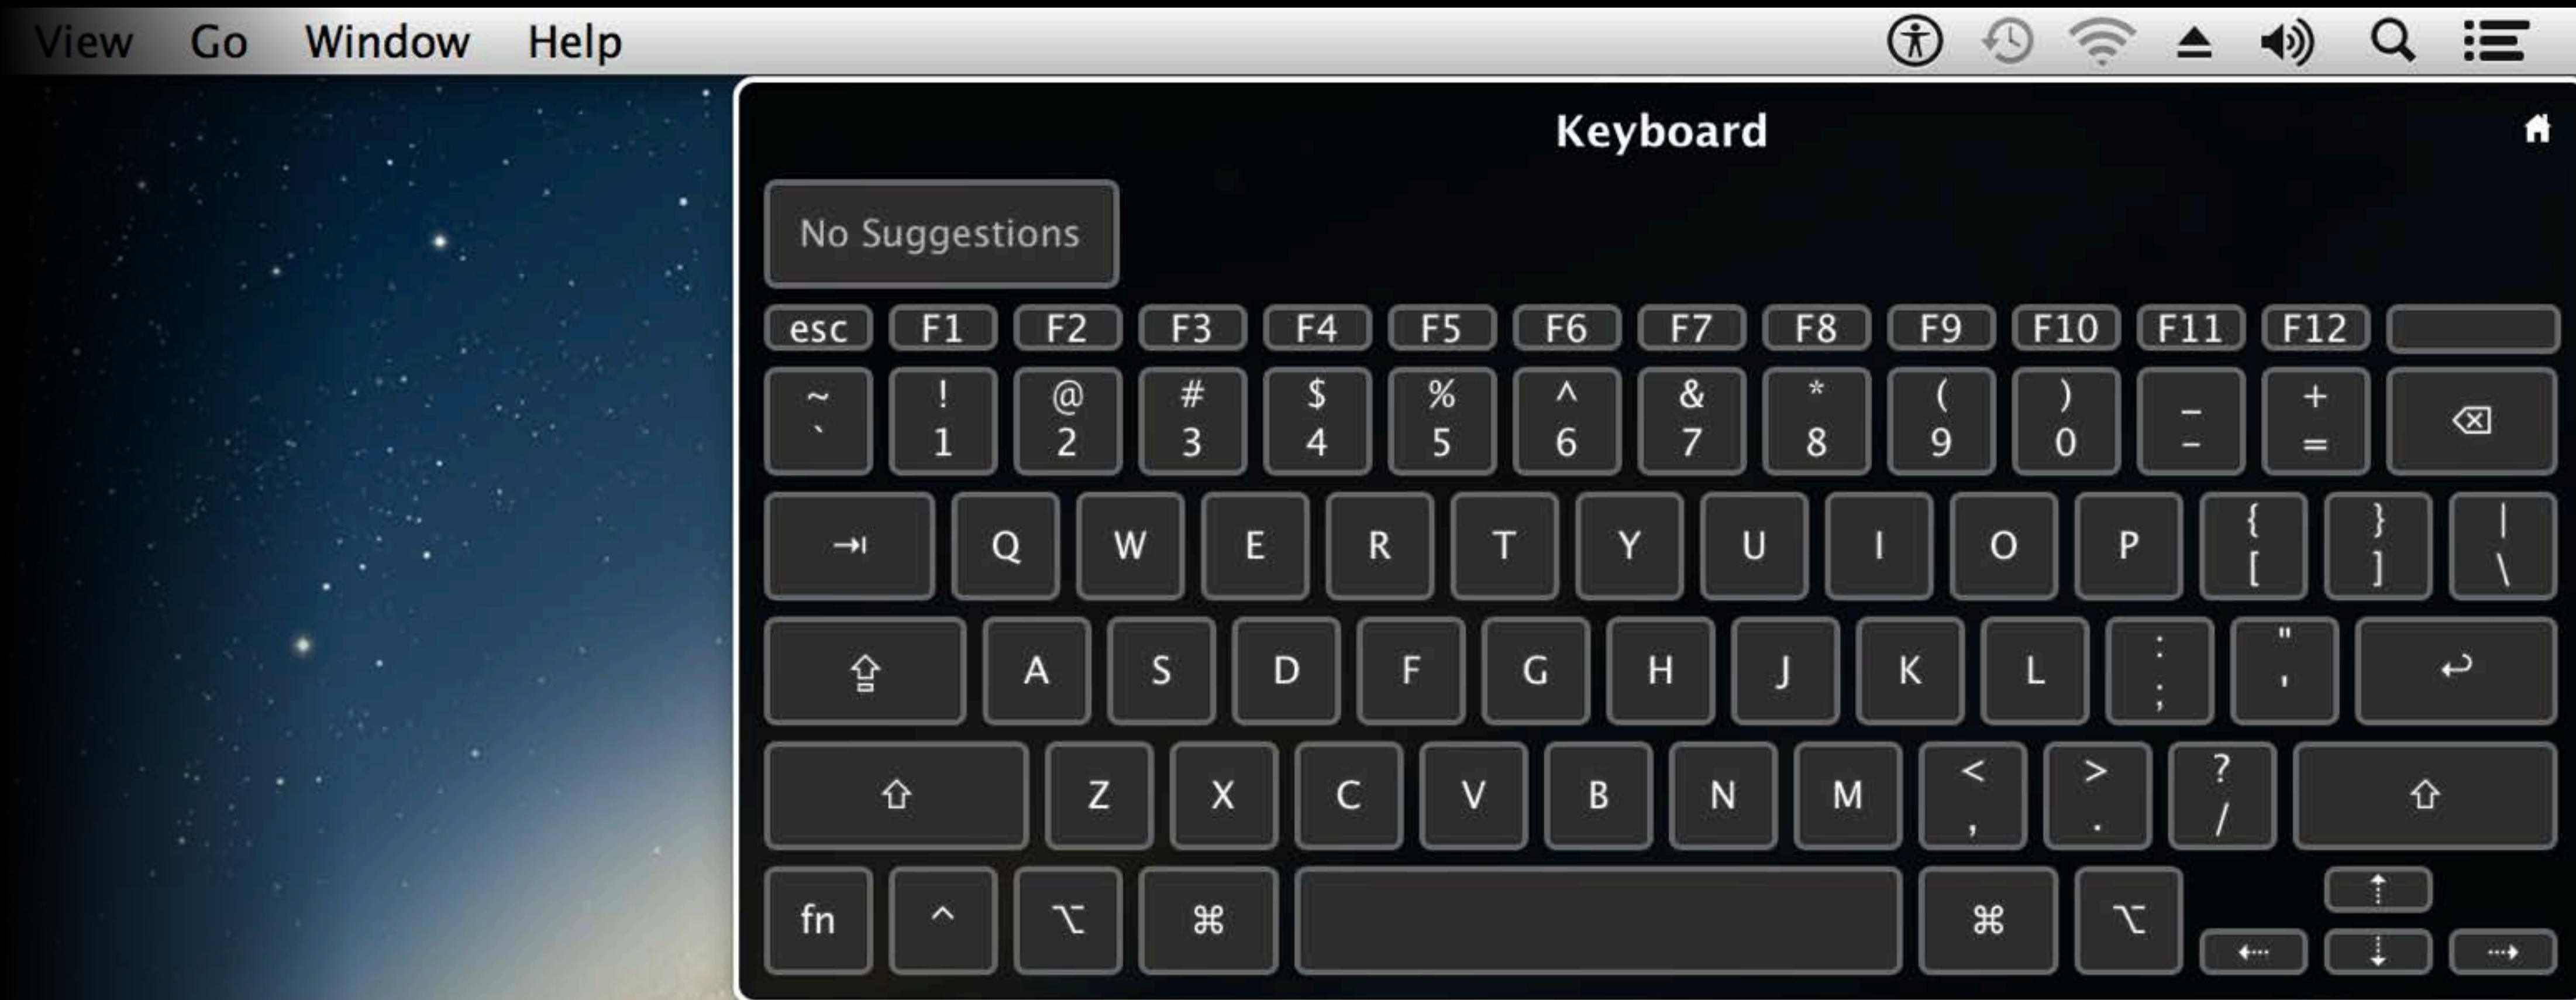 View Go Window Help
Keyboard
No Suggestions
esc F1 F2 F3 F4 F5 F6 F7 F8 F9 F10 F11 F12
~ ! @ # $ % ^ & * ( ) _ +
` 1 2 3 4 5 6 7 8 9 0 - =
Q W E R T Y U I O P { } |
[ ] \
A S D F G H J K L : "
; '
Z X C V B N M < > ?
, . /
fn ^ ⌥ ⌘ ⌘ ⌥